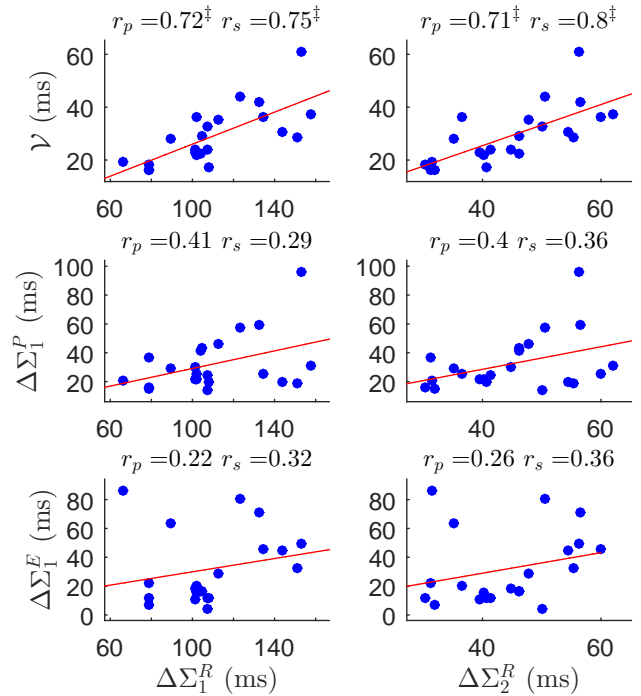 r_p =0.72‡ r_s =0.75‡
r_p =0.71‡ r_s =0.8‡
𝒱 (ms)
60
40
20
60 100 140
60
40
20
40 60
r_p =0.41 r_s =0.29
r_p =0.4 r_s =0.36
ΔΣ₁ᴾ (ms)
100
80
60
40
20
60 100 140
100
80
60
40
20
40 60
r_p =0.22 r_s =0.32
r_p =0.26 r_s =0.36
ΔΣ₁ᴱ (ms)
80
60
40
20
0
60 100 140
80
60
40
20
0
40 60
ΔΣ₁ᴿ (ms)
ΔΣ₂ᴿ (ms)